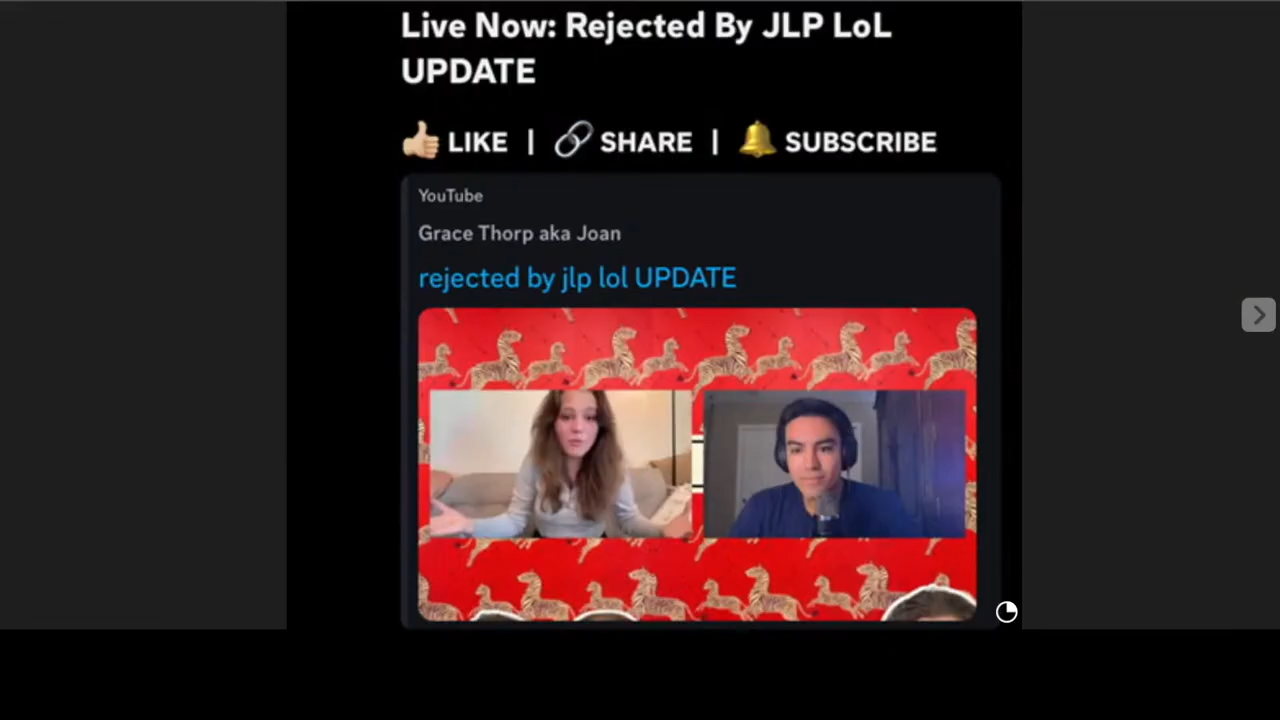 Live Now: Rejected By JLP LoL
UPDATE
LIKE | SHARE | SUBSCRIBE
YouTube
Grace Thorp aka Joan
rejected by jlp lol UPDATE